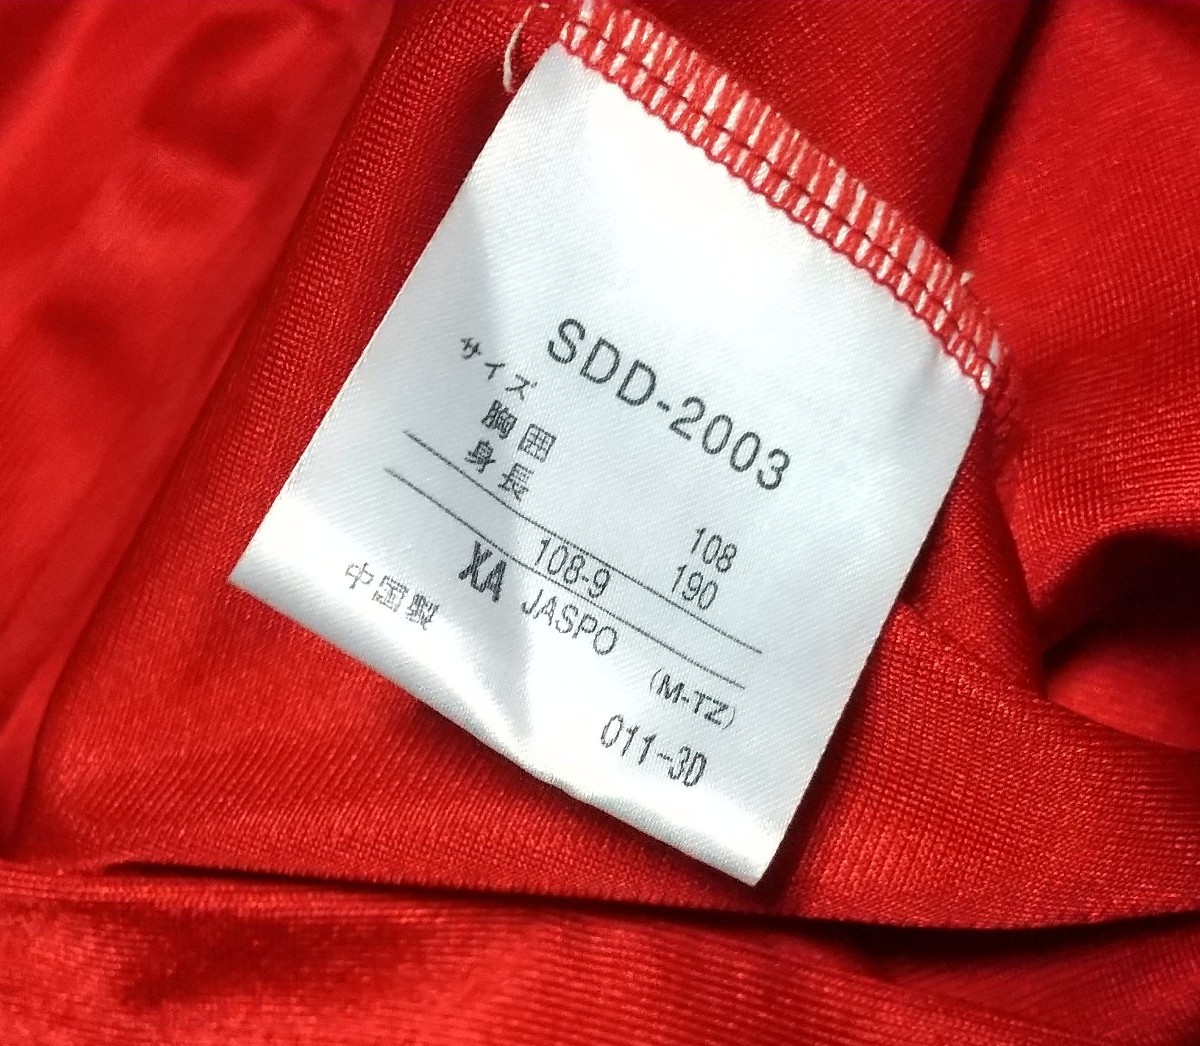 SDD-2003
サイズ
胸囲 108
身長 190
108-9
XA JASPO (M-TZ)
中国製 011-3D